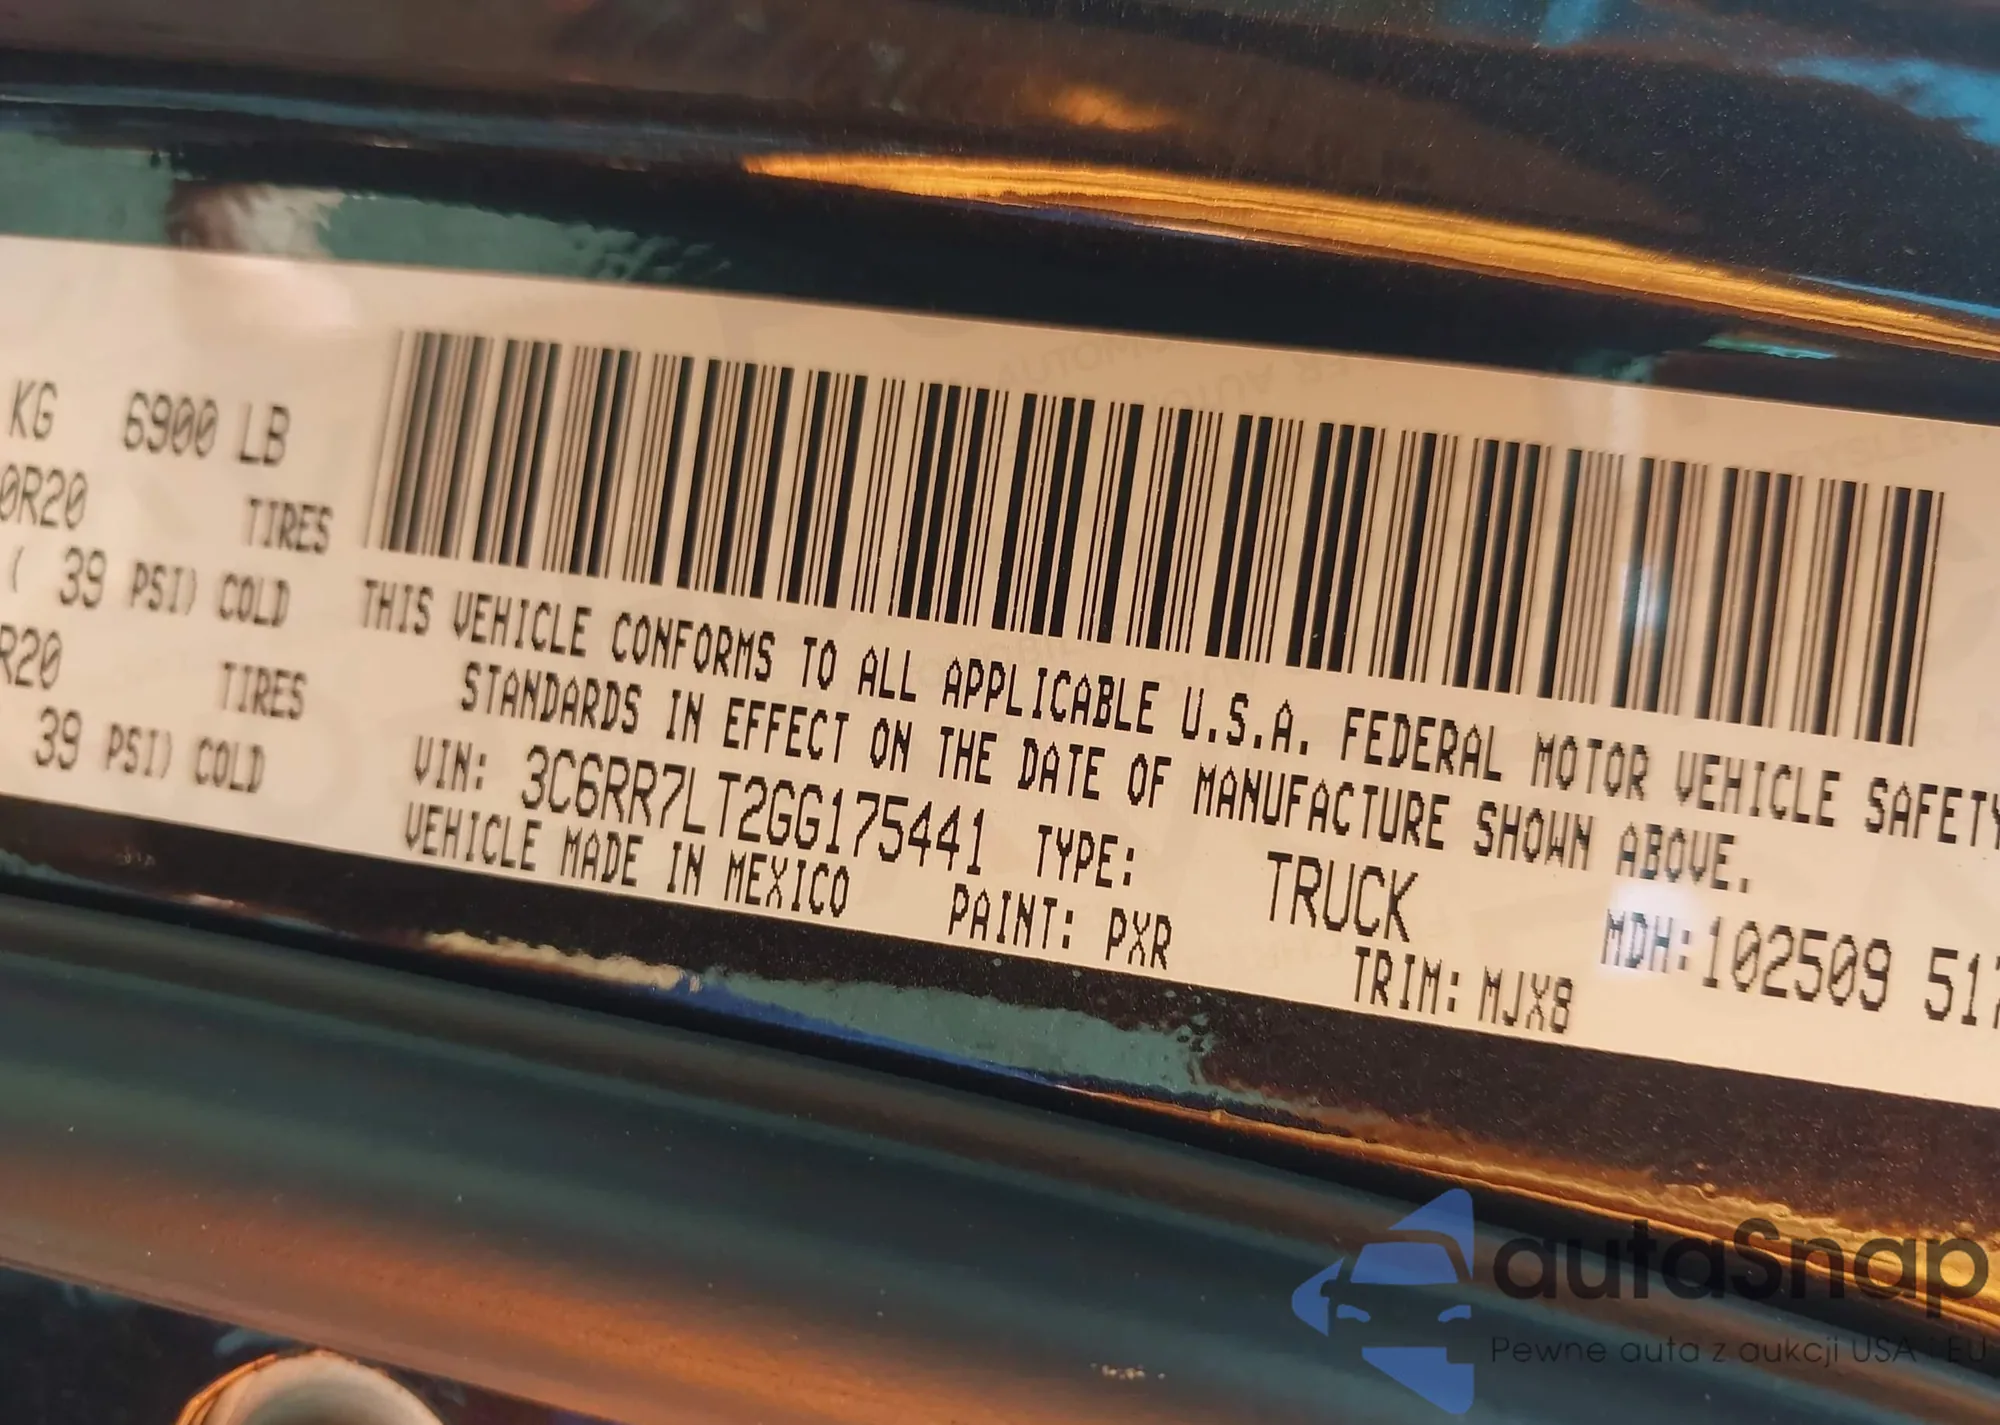 KG 6900 LB
0R20 TIRES
( 39 PSI) COLD
R20 TIRES
39 PSI) COLD
THIS VEHICLE CONFORMS TO ALL APPLICABLE U.S.A. FEDERAL MOTOR VEHICLE SAFETY
STANDARDS IN EFFECT ON THE DATE OF MANUFACTURE SHOWN ABOVE.
VIN: 3C6RR7LT2GG175441 TYPE: TRUCK MDH: 102509 517
VEHICLE MADE IN MEXICO PAINT: PXR TRIM: MJX8
autaSnap
Pewne auta z aukcji USA i EU